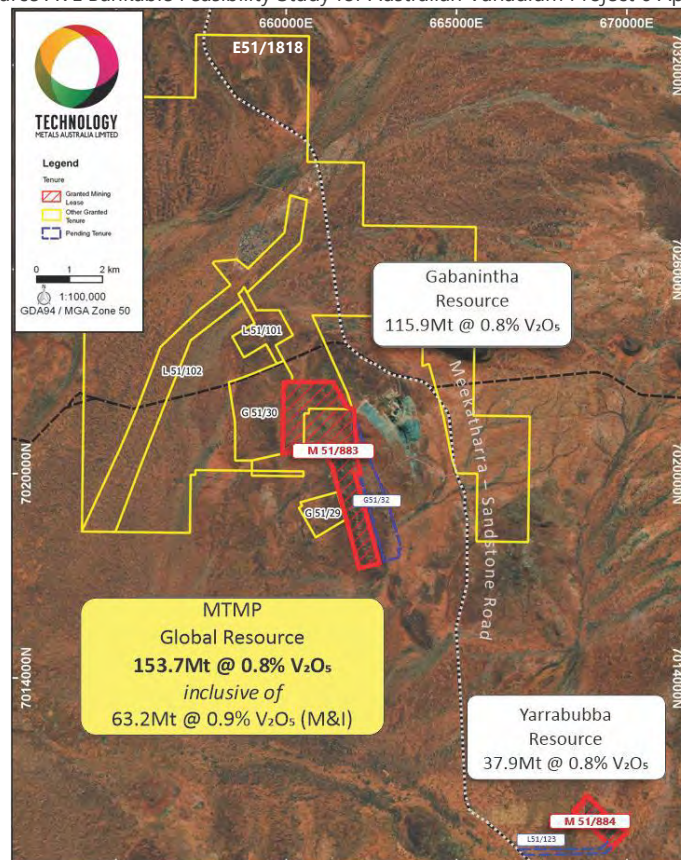 660000E
665000E
670000E
E51/1818
7032000N
TECHNOLOGY
METALS AUSTRALIA LIMITED
Legend
Tenure
Granted Mining
Lease
Other Granted
Tenure
Pending Tenure
0 1 2 km
1:100,000
GDA94 / MGA Zone 50
Gabanintha
Resource
115.9Mt @ 0.8% V₂O₅
L 51/101
L 51/102
G 51/30
Meekatharra – Sandstone Road
M 51/883
7020000N
7020000N
G51/32
G 51/29
MTMP
Global Resource
153.7Mt @ 0.8% V₂O₅
inclusive of
63.2Mt @ 0.9% V₂O₅ (M&I)
7014000N
7014000N
Yarrabubba
Resource
37.9Mt @ 0.8% V₂O₅
M 51/884
L51/123